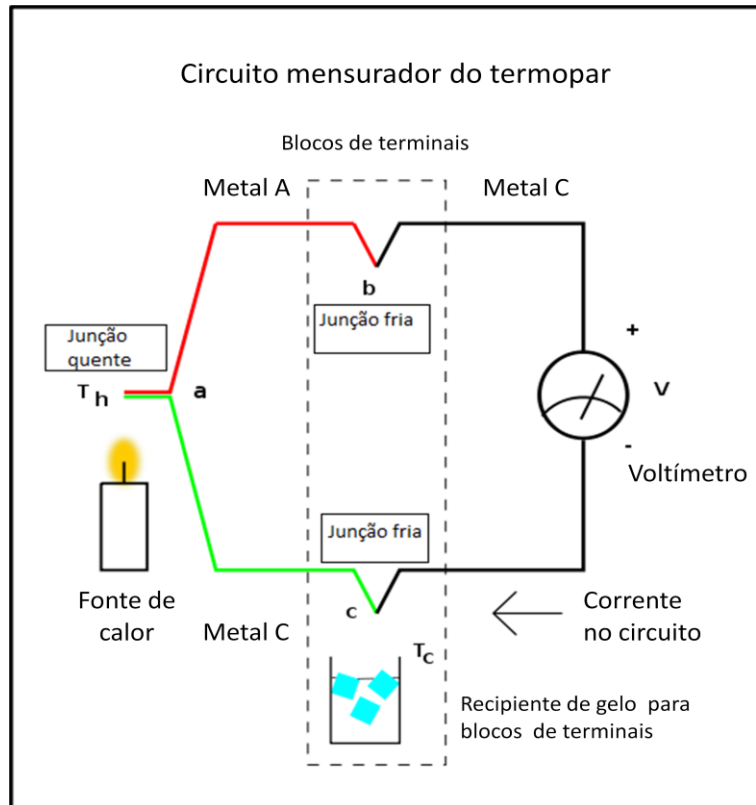 Circuito mensurador do termopar
Blocos de terminais
Metal A
Metal C
b
Junção fria
Junção
quente
T h
a
+
V
-
Voltímetro
Junção fria
Fonte de
calor
Metal C
c
Corrente
no circuito
Tc
Recipiente de gelo para
blocos de terminais